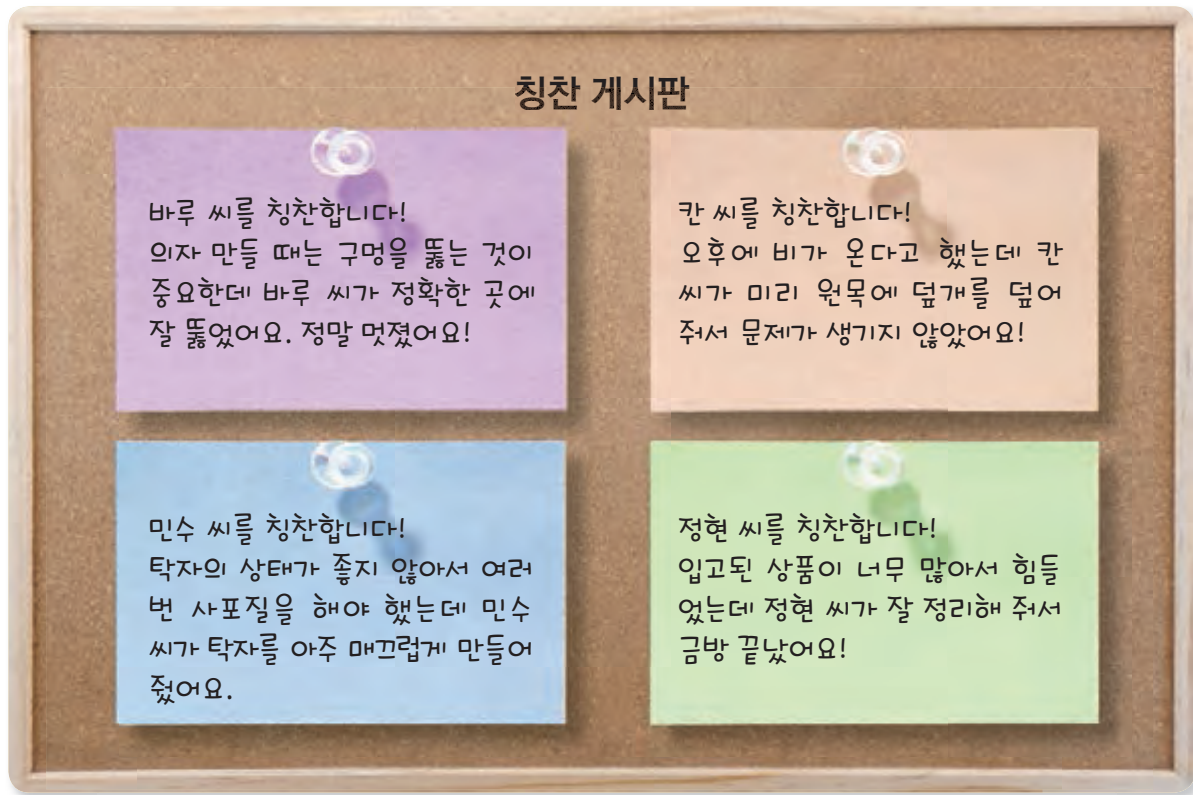 칭찬 게시판
바루 씨를 칭찬합니다!
의자 만들 때는 구멍을 뚫는 것이
중요한데 바루 씨가 정확한 곳에
잘 뚫었어요. 정말 멋졌어요!
칸 씨를 칭찬합니다!
오후에 비가 온다고 했는데 칸
씨가 미리 원목에 덮개를 덮어
줘서 문제가 생기지 않았어요!
민수 씨를 칭찬합니다!
탁자의 상태가 좋지 않아서 여러
번 사포질을 해야 했는데 민수
씨가 탁자를 아주 매끄럽게 만들어
줬어요.
정현 씨를 칭찬합니다!
입고된 상품이 너무 많아서 힘들
었는데 정현 씨가 잘 정리해 줘서
금방 끝났어요!